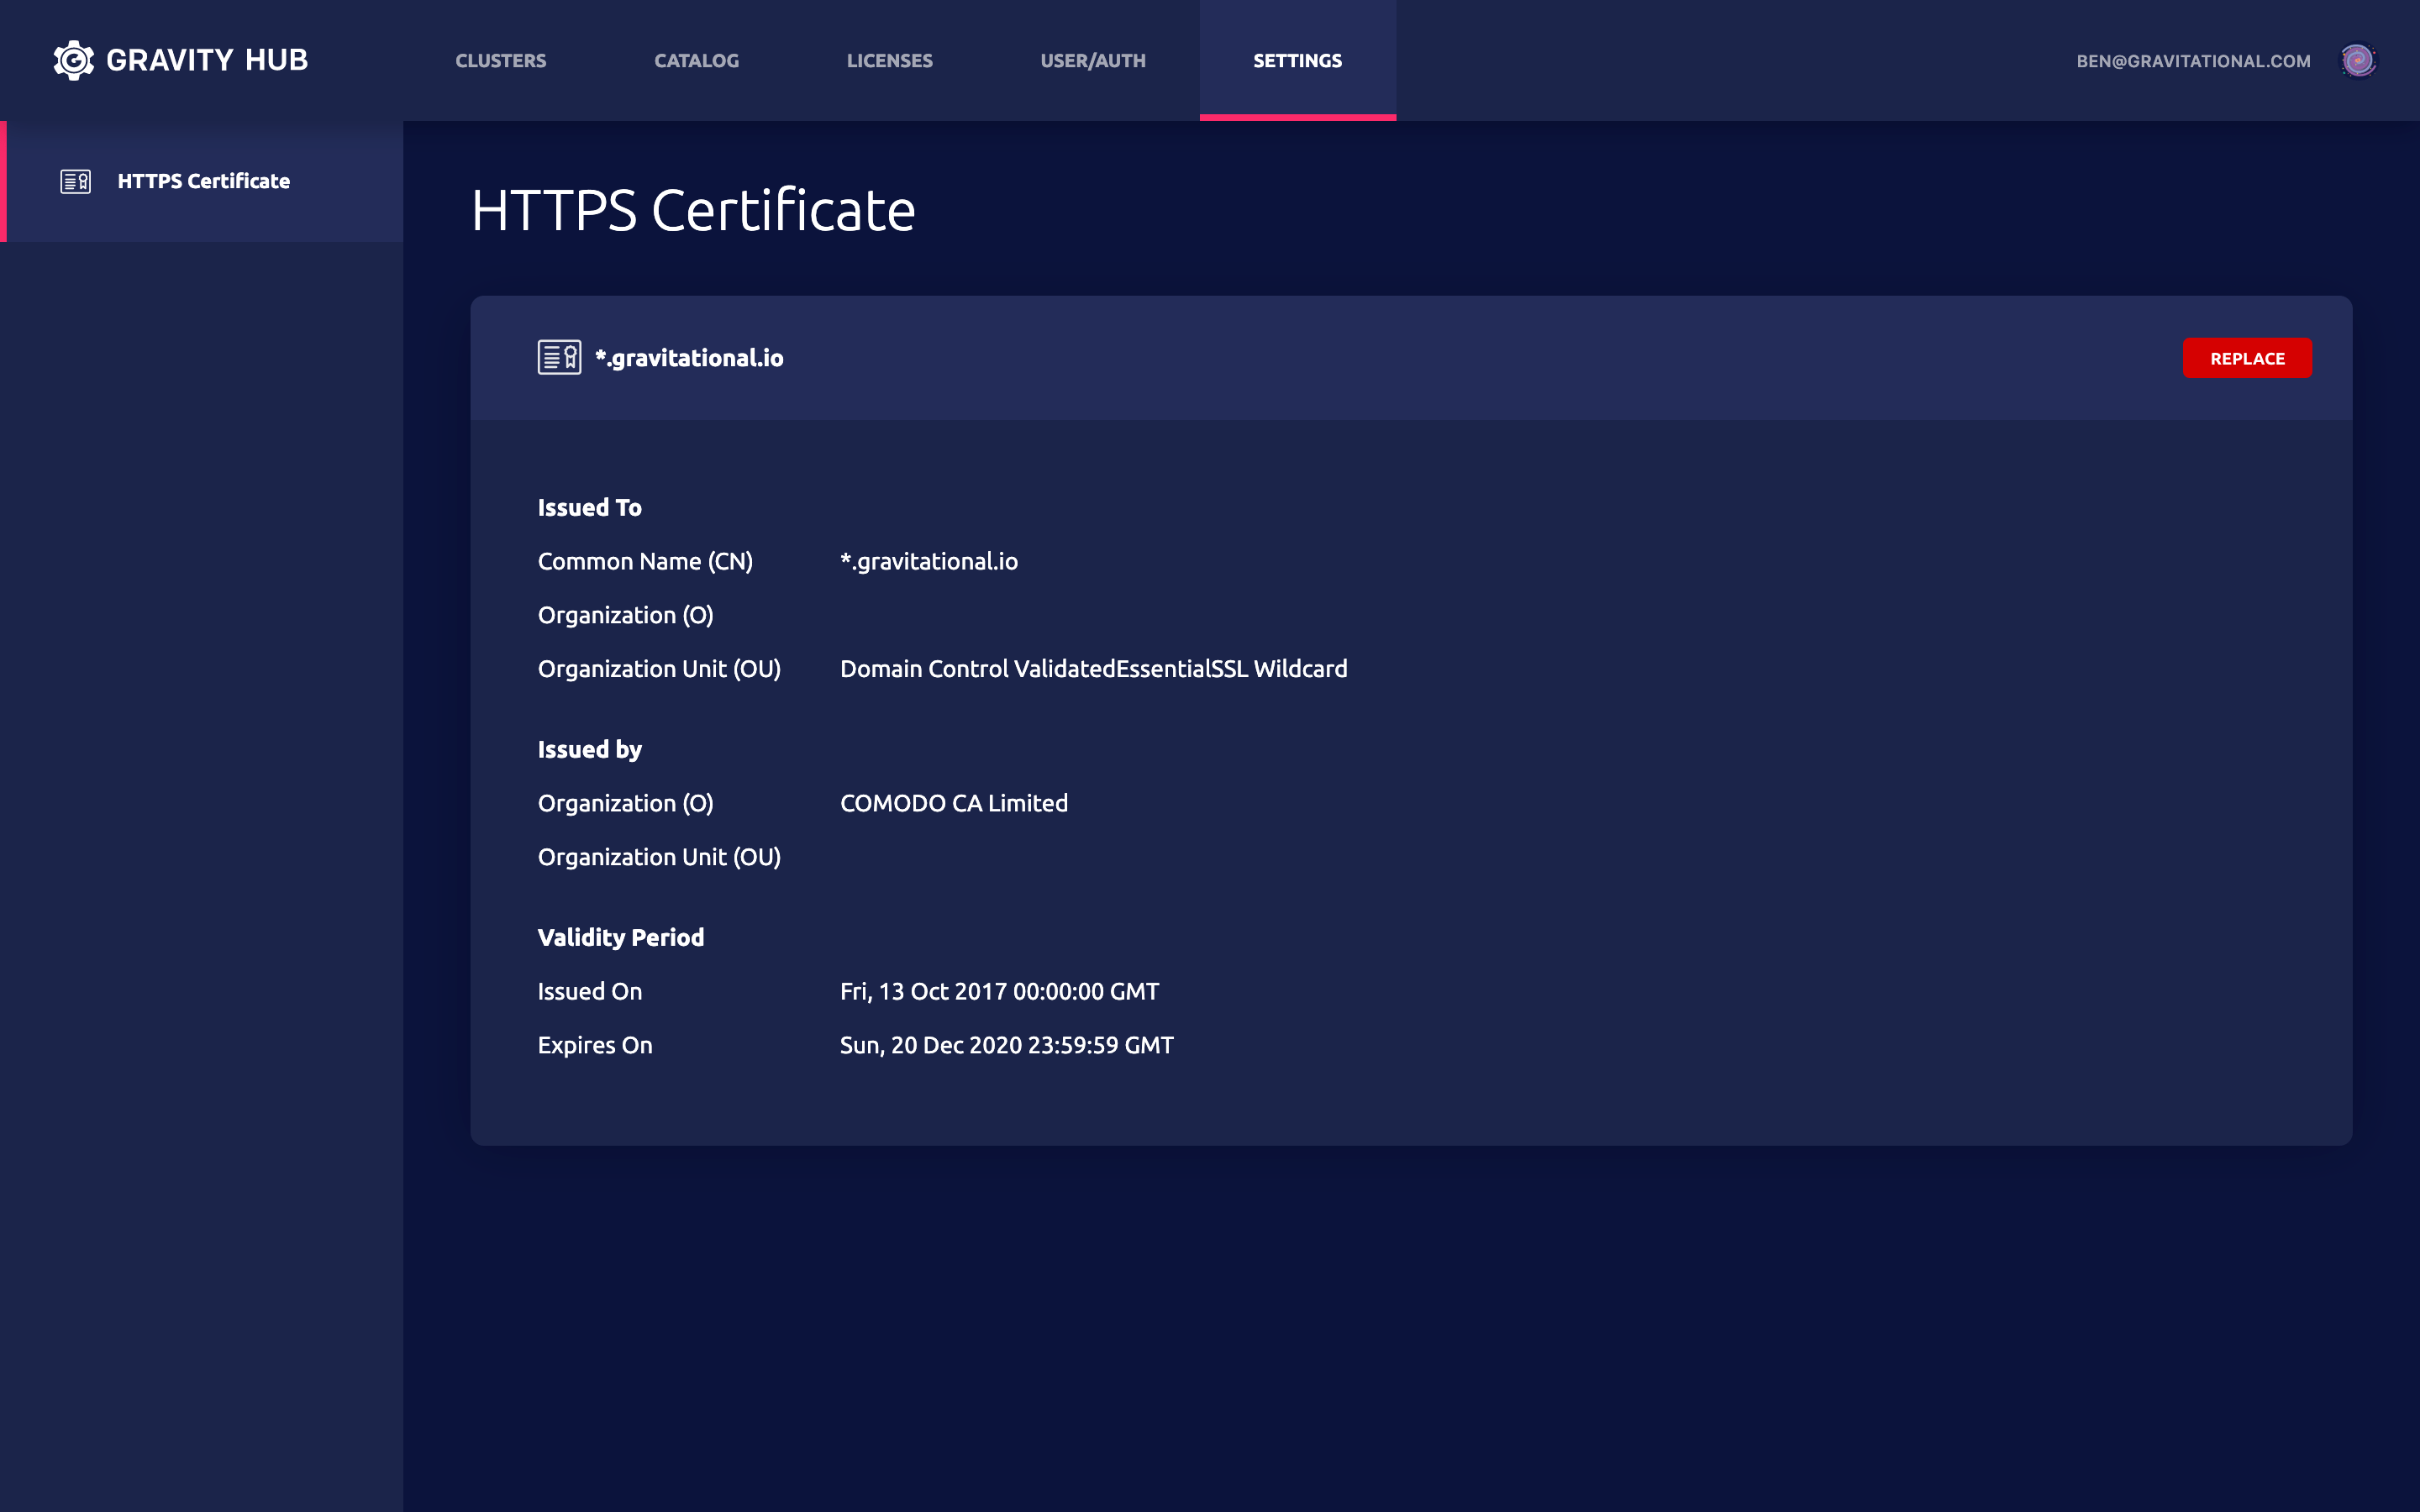 GRAVITY HUB
CLUSTERS
CATALOG
LICENSES
USER/AUTH
SETTINGS
BEN@GRAVITATIONAL.COM
HTTPS Certificate
HTTPS Certificate
*.gravitational.io
REPLACE
Issued To
Common Name (CN) *.gravitational.io
Organization (O)
Organization Unit (OU) Domain Control ValidatedEssentialSSL Wildcard
Issued by
Organization (O) COMODO CA Limited
Organization Unit (OU)
Validity Period
Issued On Fri, 13 Oct 2017 00:00:00 GMT
Expires On Sun, 20 Dec 2020 23:59:59 GMT